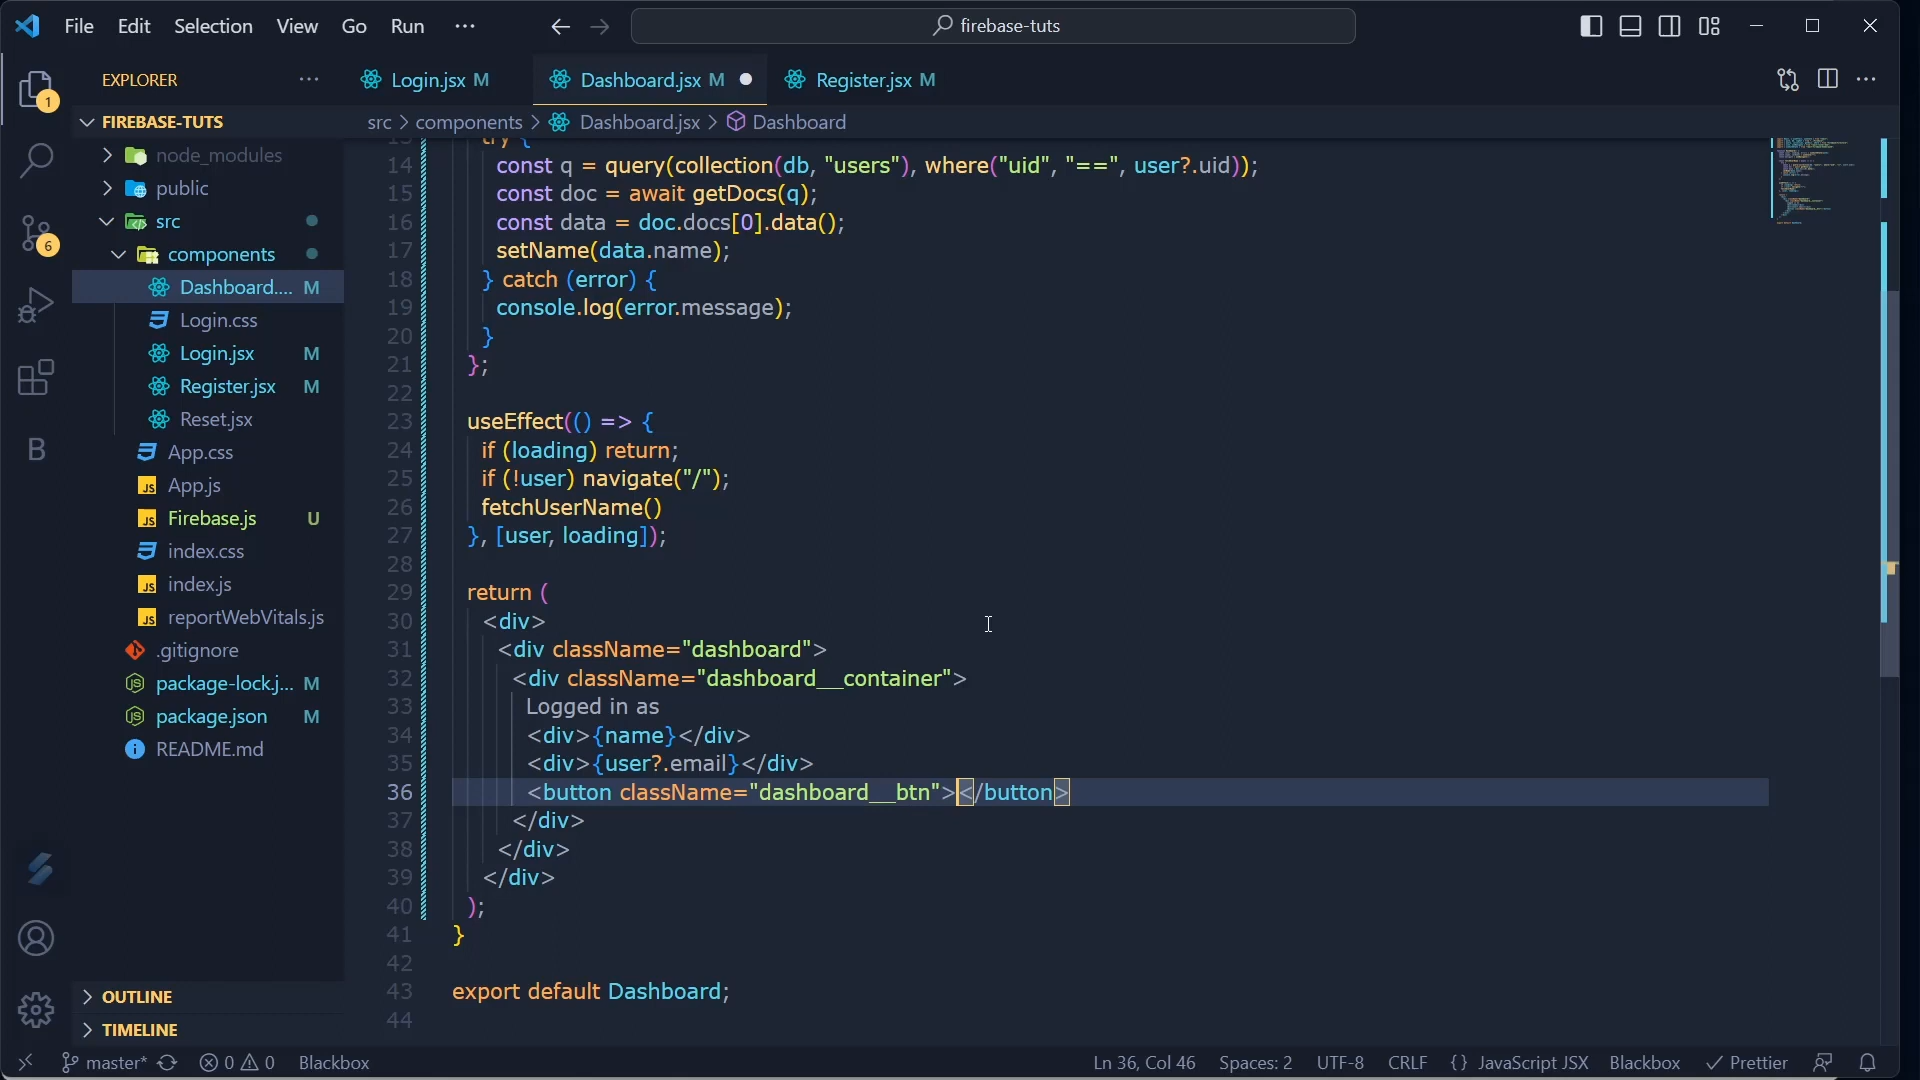 File Edit Selection View Go Run ···
firebase-tuts
EXPLORER ···
Login.jsx M
Dashboard.jsx M
Register.jsx M
FIREBASE-TUTS
src > components > Dashboard.jsx > Dashboard
1
node_modules
public
src
components
6
Dashboard.... M
Login.css
Login.jsx M
Register.jsx M
Reset.jsx
B
App.css
JS App.js
JS Firebase.js U
index.css
JS index.js
JS reportWebVitals.js
.gitignore
package-lock.j... M
package.json M
README.md
OUTLINE
TIMELINE
13 try {
14 const q = query(collection(db, "users"), where("uid", "==", user?.uid));
15 const doc = await getDocs(q);
16 const data = doc.docs[0].data();
17 setName(data.name);
18 } catch (error) {
19 console.log(error.message);
20 }
21 };
22
23 useEffect(() => {
24 if (loading) return;
25 if (!user) navigate("/");
26 fetchUserName()
27 }, [user, loading]);
28
29 return (
30 <div>
31 <div className="dashboard">
32 <div className="dashboard__container">
33 Logged in as
34 <div>{name}</div>
35 <div>{user?.email}</div>
36 <button className="dashboard__btn"></button>
37 </div>
38 </div>
39 </div>
40 );
41 }
42
43 export default Dashboard;
44
master* 0 0 Blackbox
Ln 36, Col 46 Spaces: 2 UTF-8 CRLF {} JavaScript JSX Blackbox Prettier